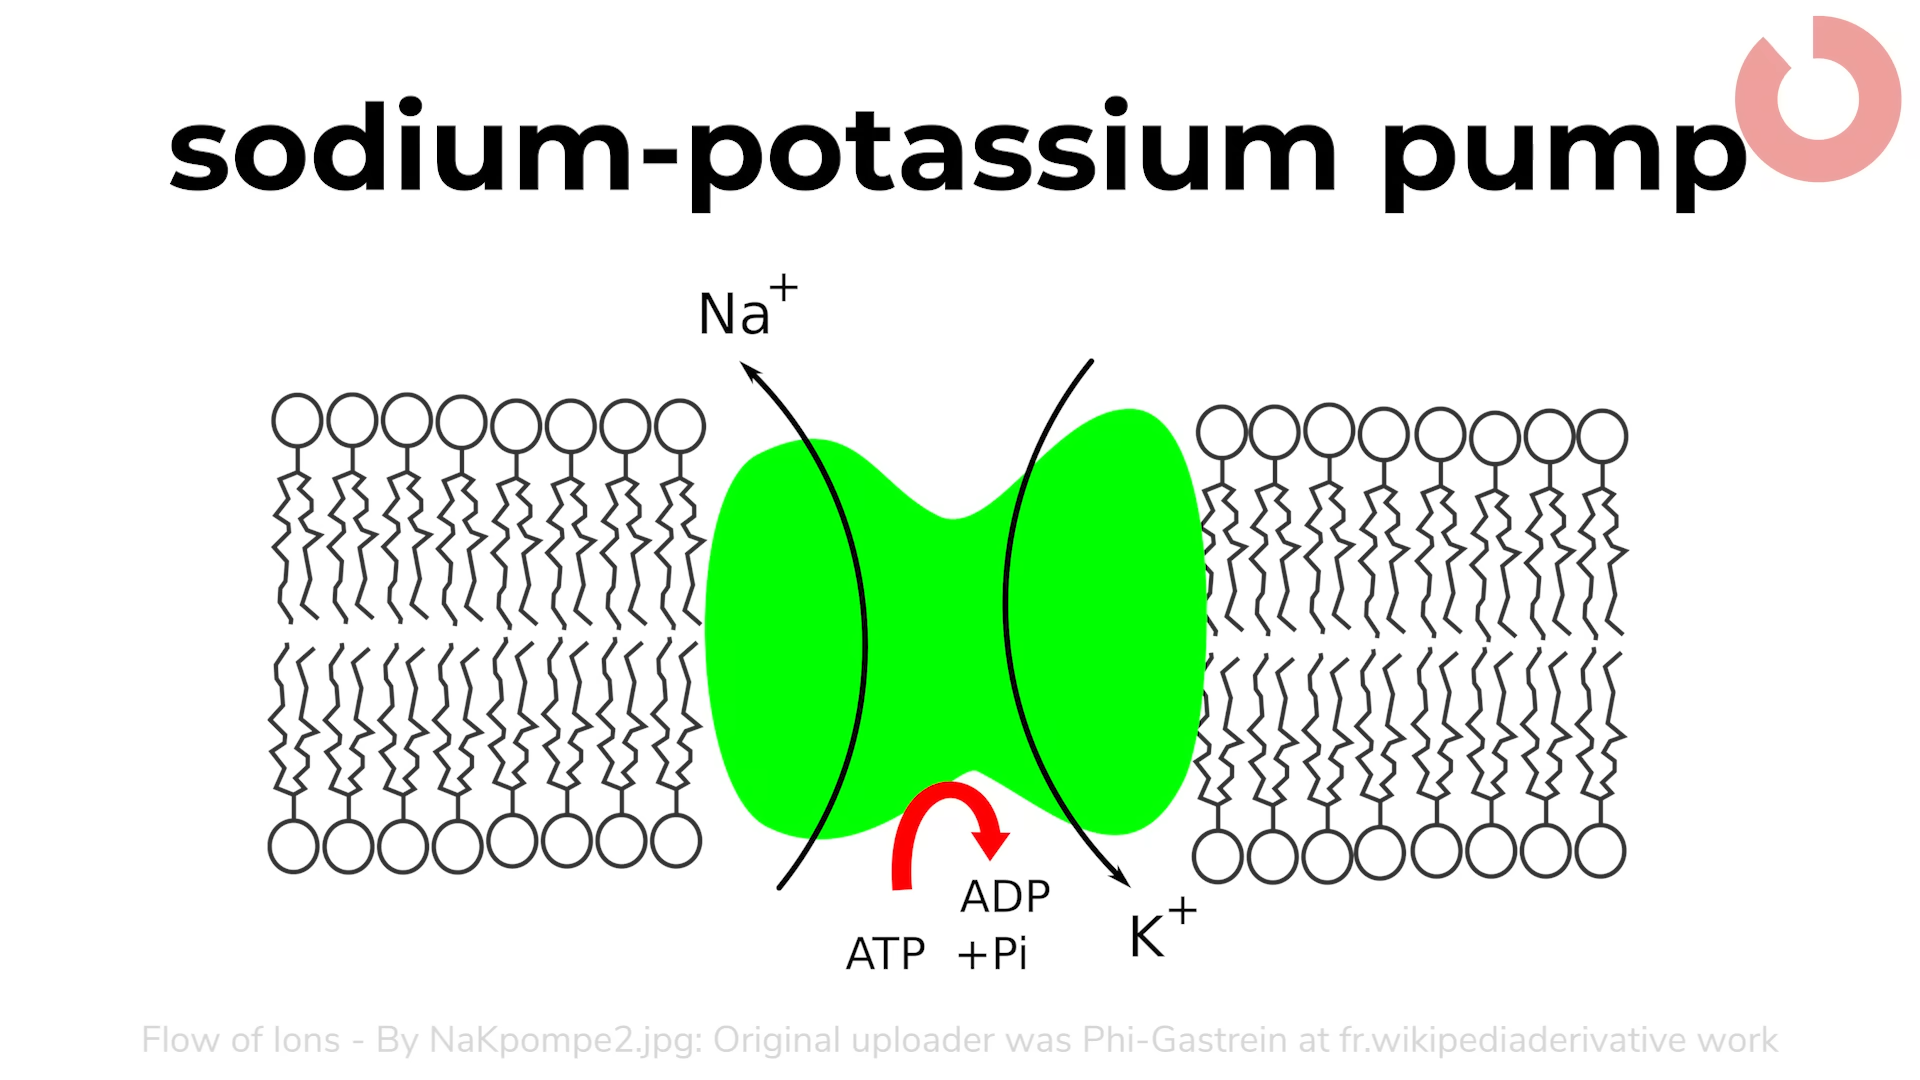 sodium-potassium pump
Na+
ADP
ATP +Pi
K+
Flow of Ions - By NaKpompe2.jpg: Original uploader was Phi-Gastrein at fr.wikipediaderivative work